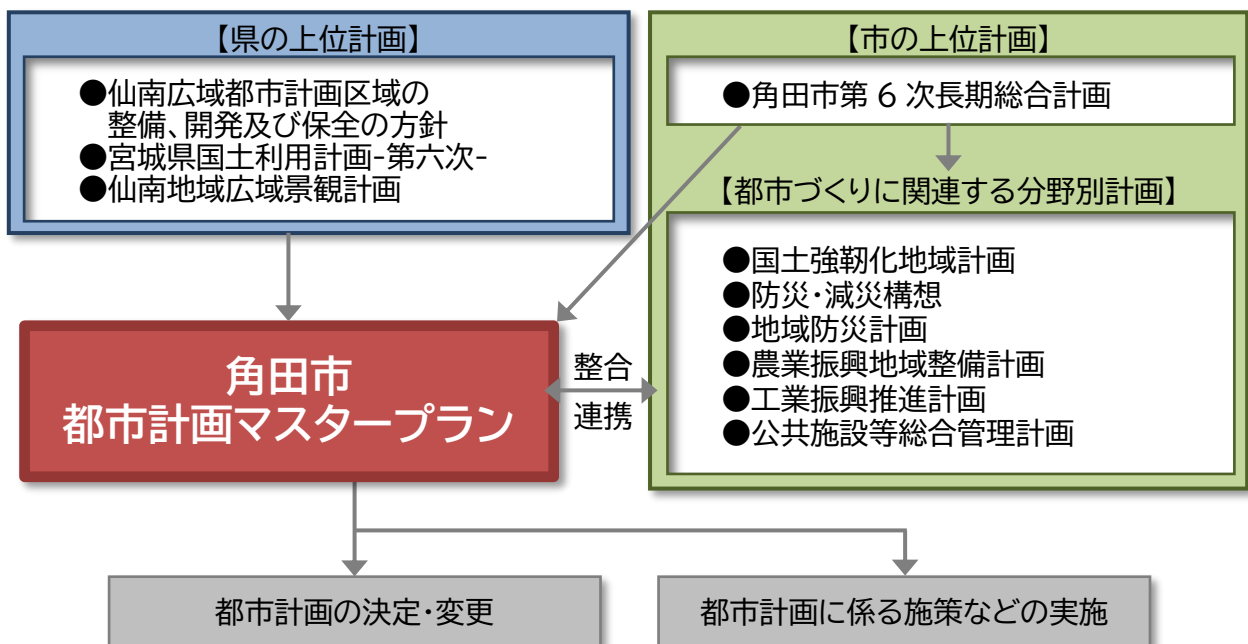 【県の上位計画】
●仙南広域都市計画区域の
整備、開発及び保全の方針
●宮城県国土利用計画-第六次-
●仙南地域広域景観計画
【市の上位計画】
●角田市第 6 次長期総合計画
【都市づくりに関連する分野別計画】
●国土強靭化地域計画
●防災・減災構想
●地域防災計画
●農業振興地域整備計画
●工業振興推進計画
●公共施設等総合管理計画
角田市
都市計画マスタープラン
整合
連携
都市計画の決定・変更
都市計画に係る施策などの実施